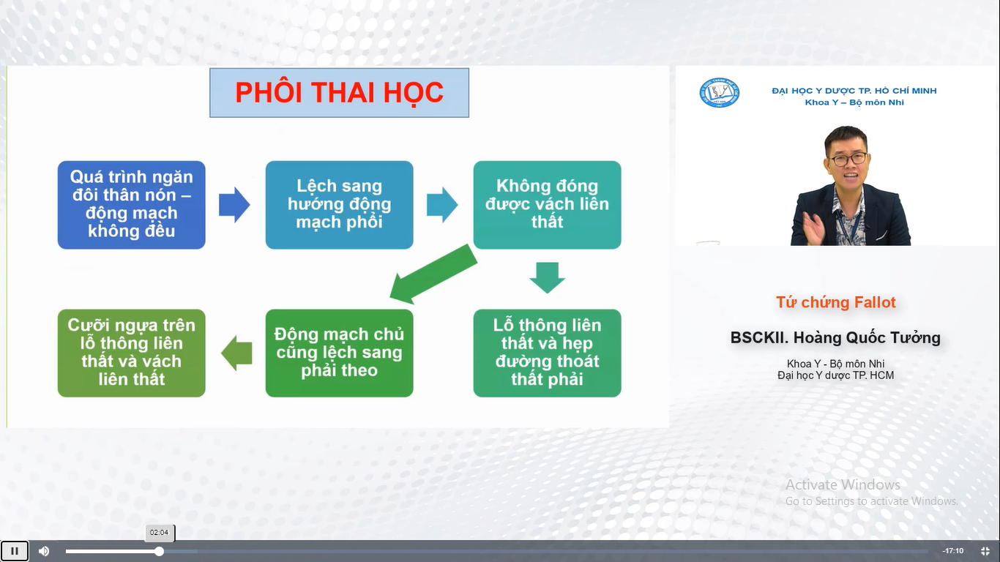 PHÔI THAI HỌC
Quá trình ngăn
đôi thân nón –
động mạch
không đều
Lệch sang
hướng động
mạch phổi
Không đóng
được vách liên
thất
Cưỡi ngựa trên
lỗ thông liên
thất và vách
liên thất
Động mạch chủ
cũng lệch sang
phải theo
Lỗ thông liên
thất và hẹp
đường thoát
thất phải
ĐẠI HỌC Y DƯỢC TP. HỒ CHÍ MINH
Khoa Y – Bộ môn Nhi
Tứ chứng Fallot
BSCKII. Hoàng Quốc Tưởng
Khoa Y - Bộ môn Nhi
Đại học Y dược TP. HCM
Activate Windows
Go to Settings to activate Windows.
02:04
-17:10